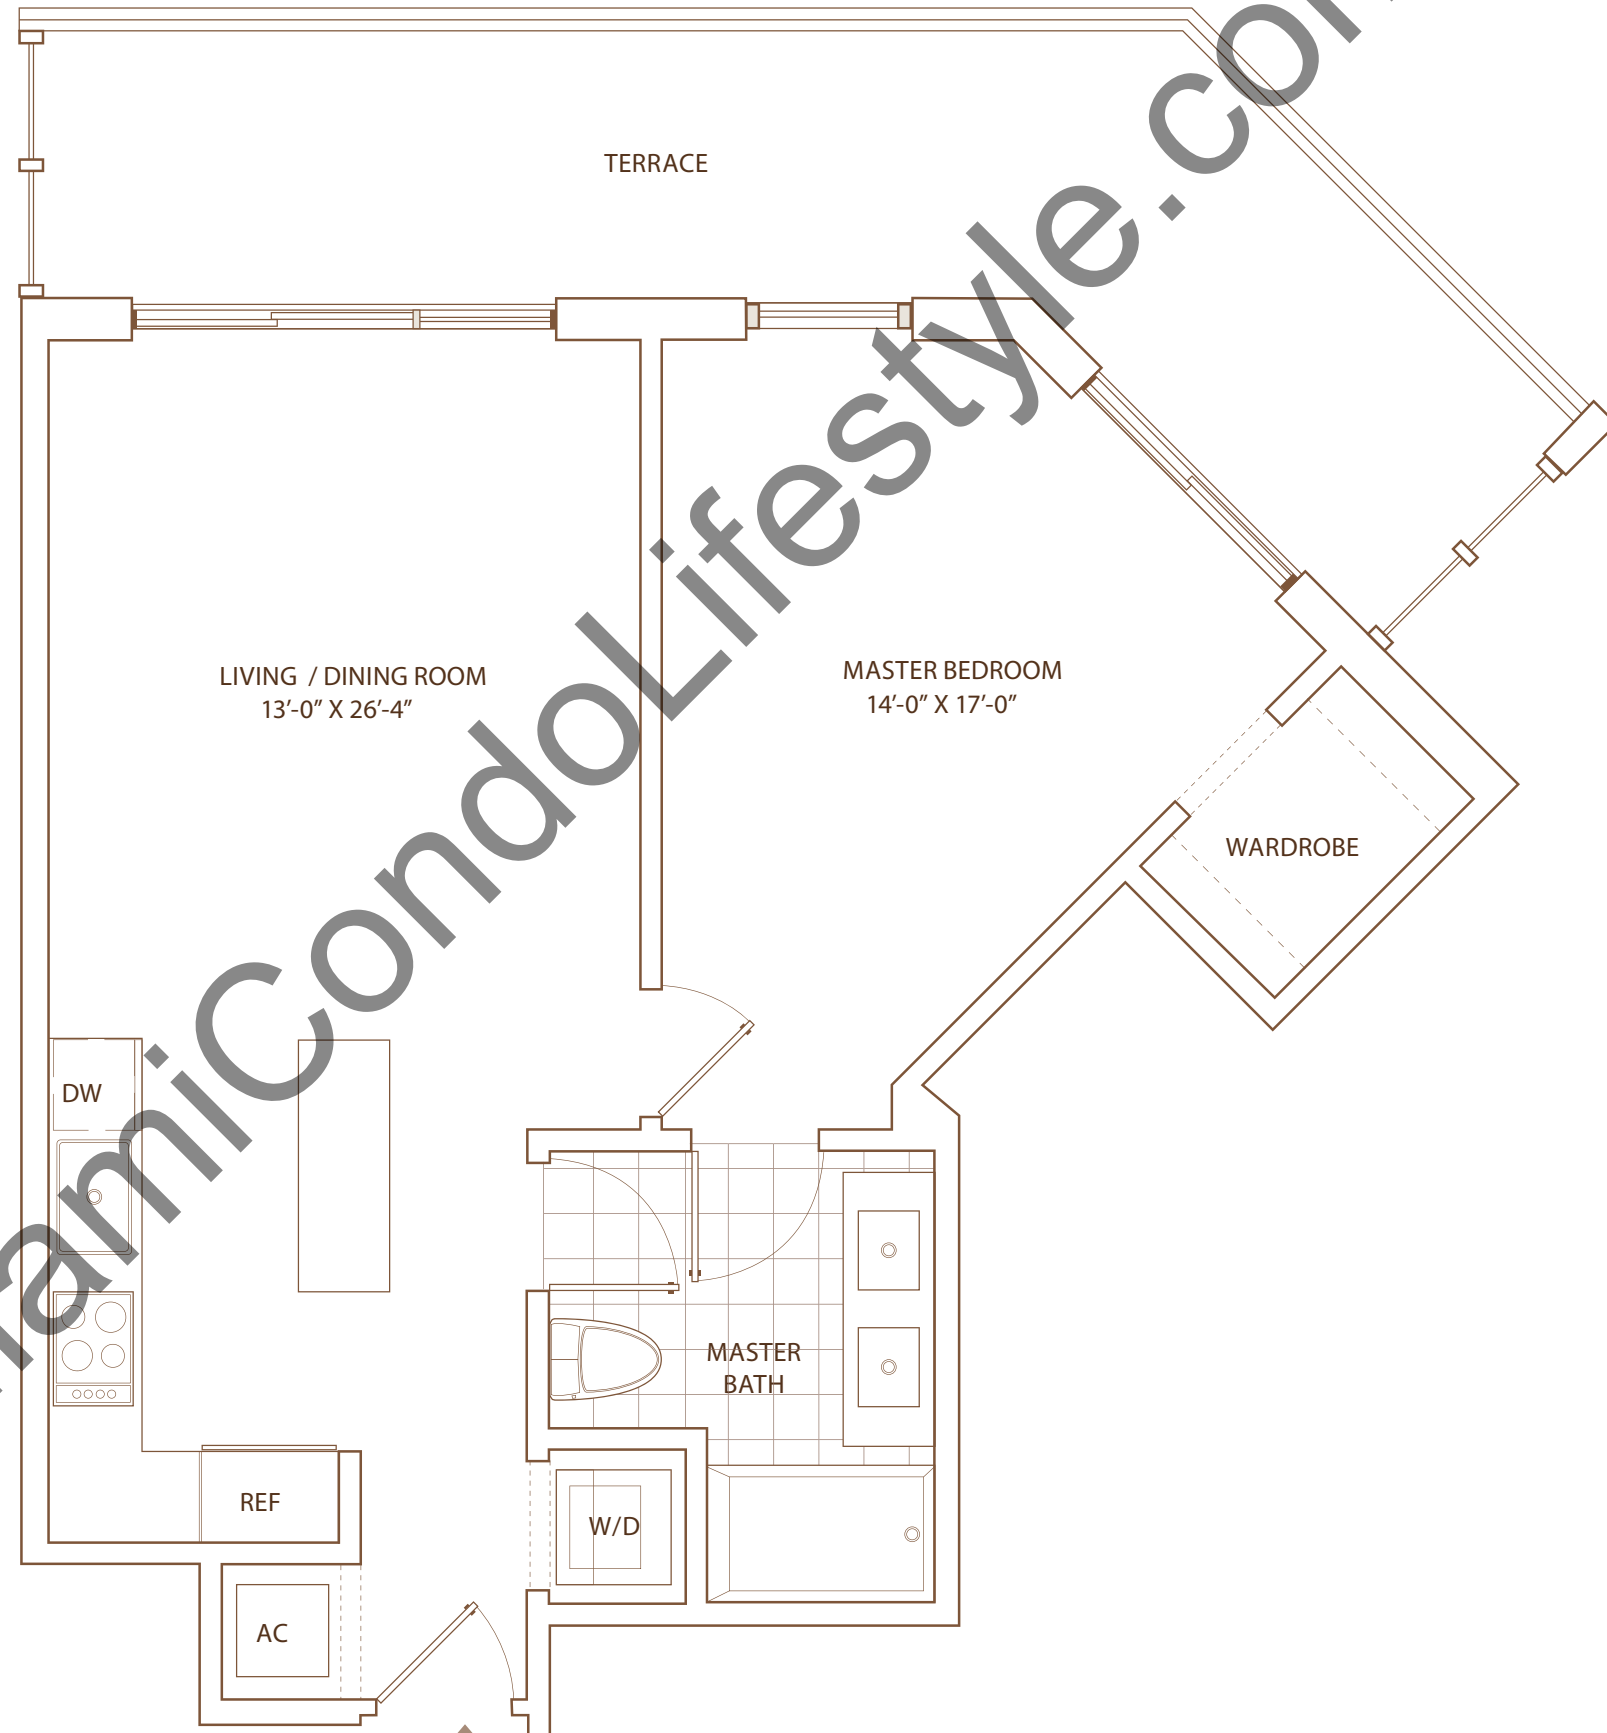 TERRACE
LIVING / DINING ROOM
13'-0" X 26'-4"
MASTER BEDROOM
14'-0" X 17'-0"
WARDROBE
DW
MASTER
BATH
REF
W/D
AC
amiCondoLifestyle.co